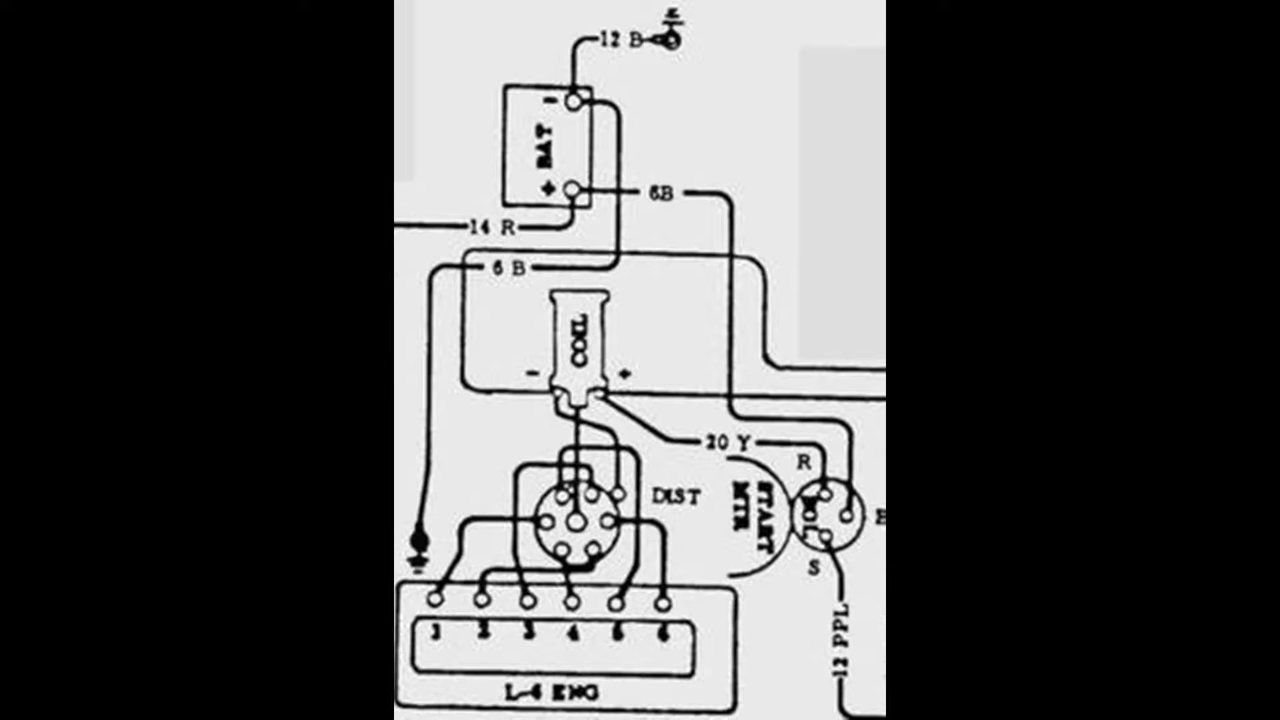 12 B
-
BAT
+
6B
14 R
6 B
COIL
-
+
20 Y
R
DIST
START
MTR
B
S
1 2 3 4 5 6
12 PPL
L-6 ENG